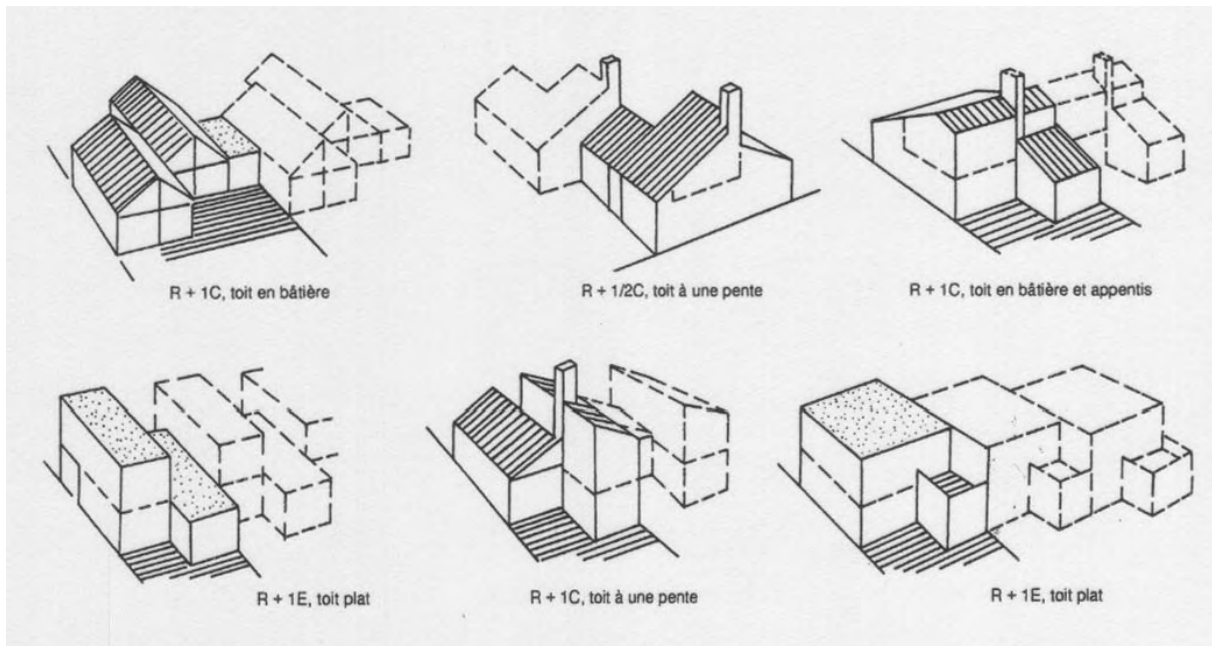 R + 1C, toit en bâtière
R + 1/2C, toit à une pente
R + 1C, toit en bâtière et appentis
R + 1E, toit plat
R + 1C, toit à une pente
R + 1E, toit plat